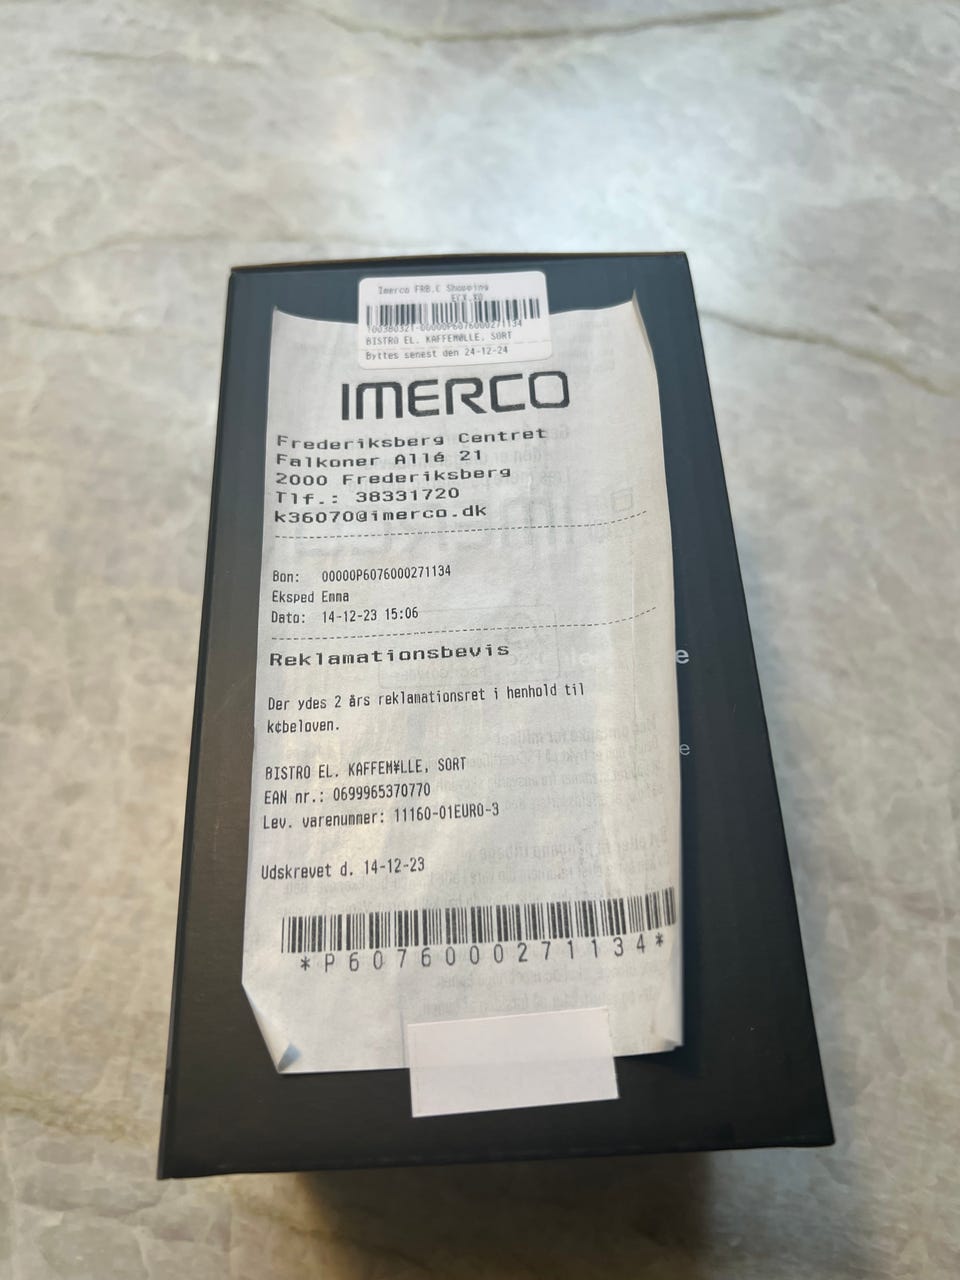 Imerco FRB.C Shopping
100380321-00000P6076000271134
BISTRO EL. KAFFEMØLLE, SORT
Byttes senest den 24-12-24
IMERCO
Frederiksberg Centret
Falkoner Allé 21
2000 Frederiksberg
Tlf.: 38331720
k36070@imerco.dk
Bon: 00000P6076000271134
Eksped Emma
Dato: 14-12-23 15:06
Reklamationsbevis
Der ydes 2 års reklamationsret i henhold til
k¢beloven.
BISTRO EL. KAFFEM¥LLE, SORT
EAN nr.: 0699965370770
Lev. varenummer: 11160-01EURO-3
Udskrevet d. 14-12-23
*P6076000271134*
e
e